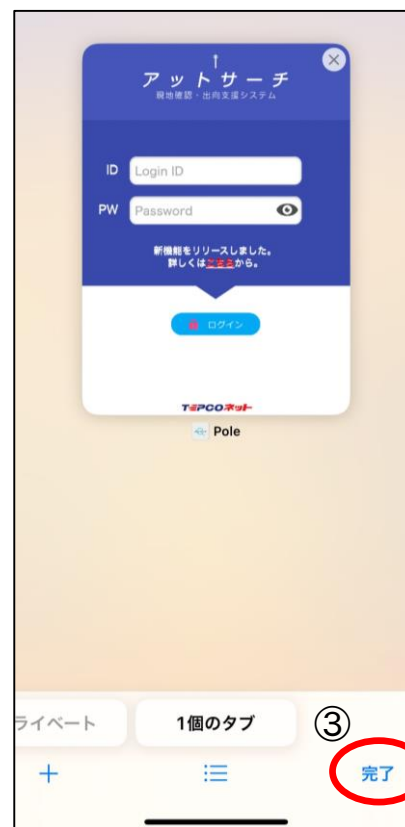 アットサーチ
現地確認・出向支援システム
ID Login ID
PW Password
新機能をリリースしました。
詳しくはこちらから。
ログイン
TEPCOネット
Pole
ライベート
1個のタブ
③
完了